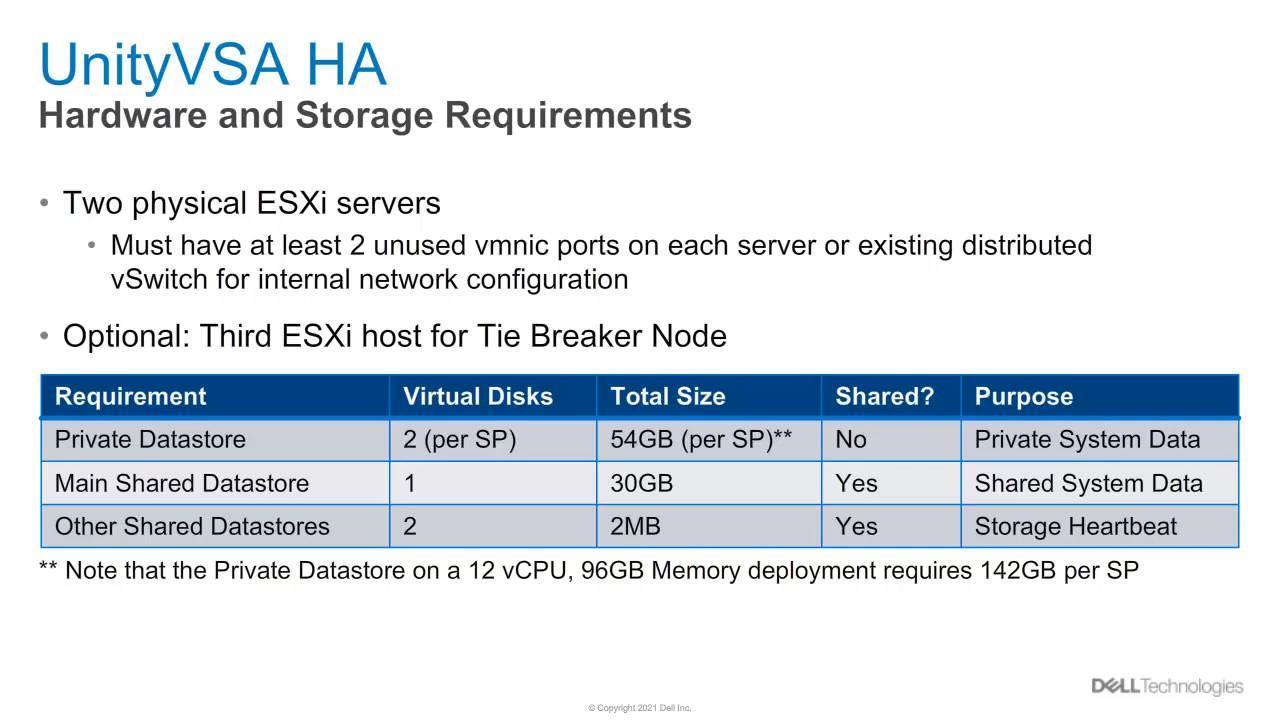 UnityVSA HA
Hardware and Storage Requirements
• Two physical ESXi servers
• Must have at least 2 unused vmnic ports on each server or existing distributed
vSwitch for internal network configuration
• Optional: Third ESXi host for Tie Breaker Node
Requirement Virtual Disks Total Size Shared? Purpose
Private Datastore 2 (per SP) 54GB (per SP)** No Private System Data
Main Shared Datastore 1 30GB Yes Shared System Data
Other Shared Datastores 2 2MB Yes Storage Heartbeat
** Note that the Private Datastore on a 12 vCPU, 96GB Memory deployment requires 142GB per SP
DELL Technologies
© Copyright 2021 Dell Inc.